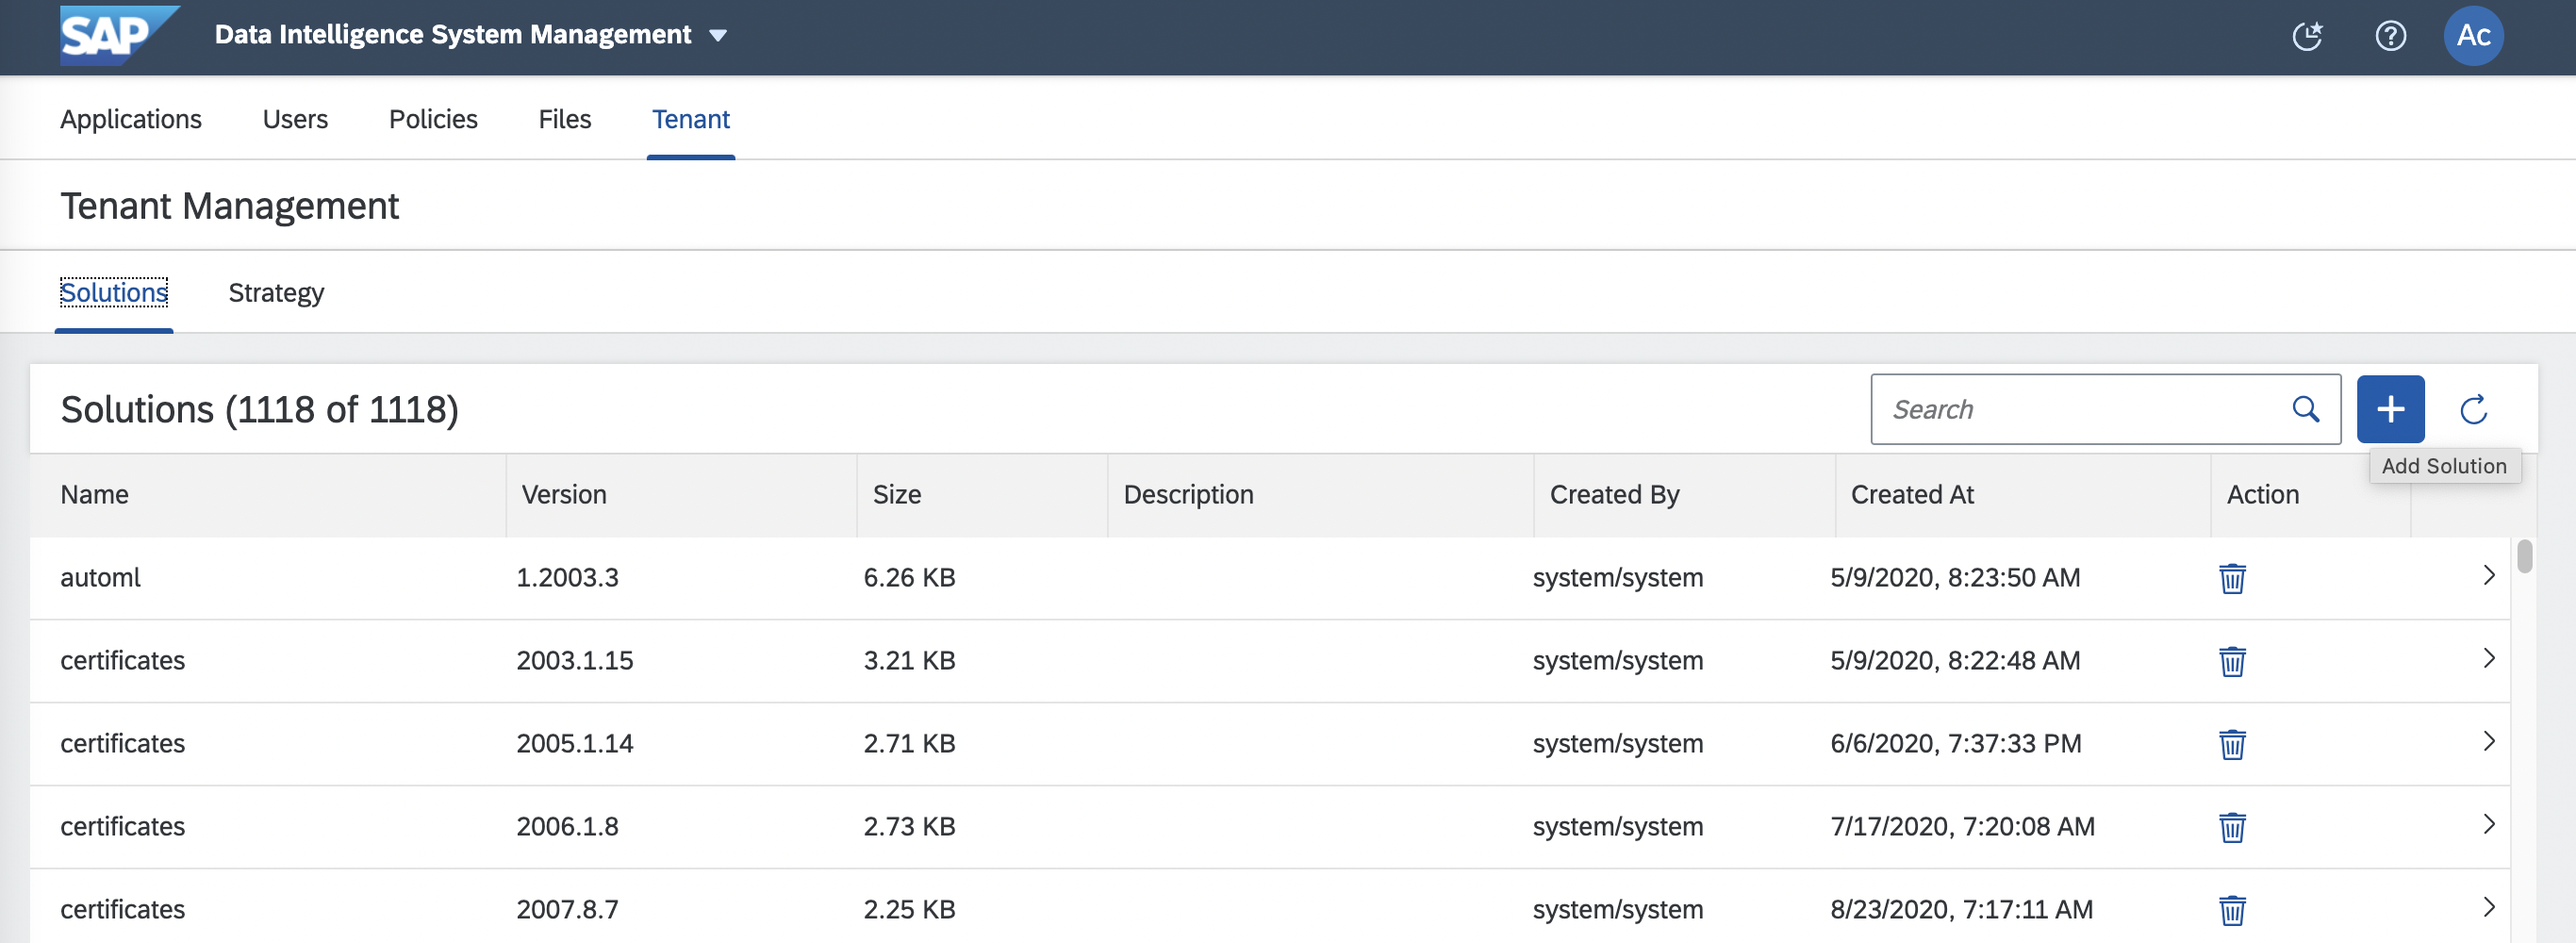 SAP Data Intelligence System Management Ac
Applications Users Policies Files Tenant
Tenant Management
Solutions Strategy
Solutions (1118 of 1118) Search
Add Solution
Name Version Size Description Created By Created At Action
automl 1.2003.3 6.26 KB system/system 5/9/2020, 8:23:50 AM
certificates 2003.1.15 3.21 KB system/system 5/9/2020, 8:22:48 AM
certificates 2005.1.14 2.71 KB system/system 6/6/2020, 7:37:33 PM
certificates 2006.1.8 2.73 KB system/system 7/17/2020, 7:20:08 AM
certificates 2007.8.7 2.25 KB system/system 8/23/2020, 7:17:11 AM